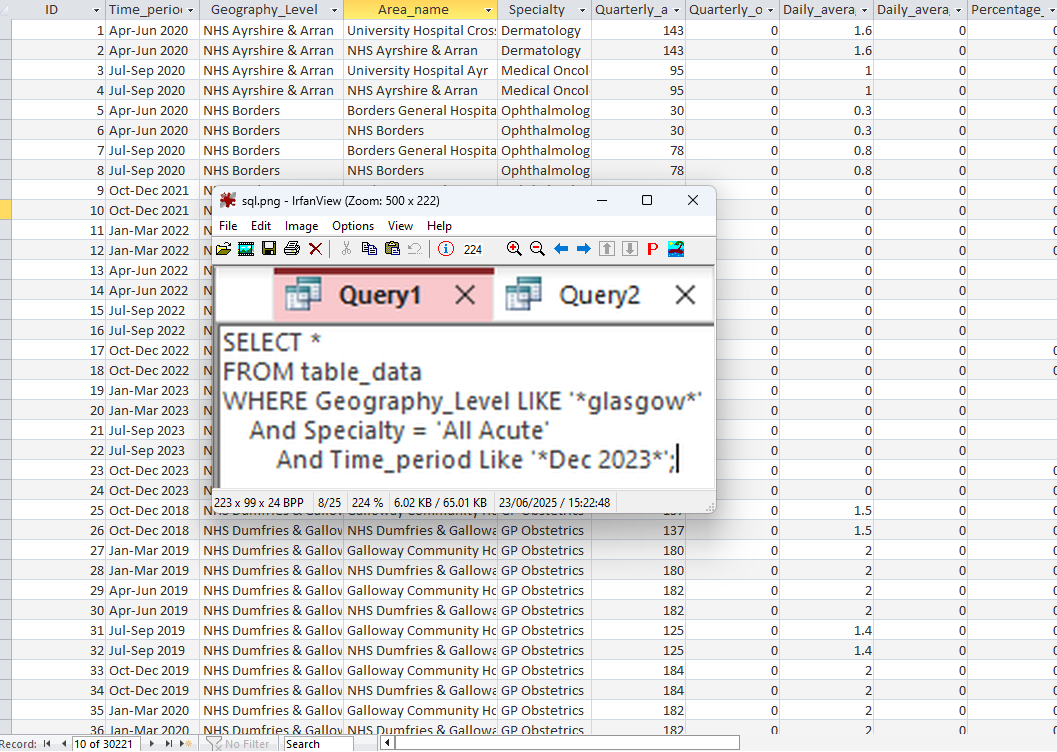 ID Time_perio Geography_Level Area_name Specialty Quarterly_a Quarterly_o Daily_avera Daily_avera Percentage_
1 Apr-Jun 2020 NHS Ayrshire & Arran University Hospital Cros Dermatology 143 0 1.6 0
2 Apr-Jun 2020 NHS Ayrshire & Arran NHS Ayrshire & Arran Dermatology 143 0 1.6 0
3 Jul-Sep 2020 NHS Ayrshire & Arran University Hospital Ayr Medical Oncol 95 0 1 0
4 Jul-Sep 2020 NHS Ayrshire & Arran NHS Ayrshire & Arran Medical Oncol 95 0 1 0
5 Apr-Jun 2020 NHS Borders Borders General Hospita Ophthalmolog 30 0 0.3 0
6 Apr-Jun 2020 NHS Borders NHS Borders Ophthalmolog 30 0 0.3 0
7 Jul-Sep 2020 NHS Borders Borders General Hospita Ophthalmolog 78 0 0.8 0
8 Jul-Sep 2020 NHS Borders NHS Borders Ophthalmolog 78 0 0.8 0
9 Oct-Dec 2021 0 0 0
10 Oct-Dec 2021 0 0 0
11 Jan-Mar 2022 0 0 0
12 Jan-Mar 2022 0 0 0
13 Apr-Jun 2022 0 0 0
14 Apr-Jun 2022 0 0 0
15 Jul-Sep 2022 0 0 0
16 Jul-Sep 2022 0 0 0
17 Oct-Dec 2022 0 0 0
18 Oct-Dec 2022 0 0 0
19 Jan-Mar 2023 0 0 0
20 Jan-Mar 2023 0 0 0
21 Jul-Sep 2023 0 0 0
22 Jul-Sep 2023 0 0 0
23 Oct-Dec 2023 0 0 0
24 Oct-Dec 2023 0 0 0
25 Oct-Dec 2018 NHS Dumfries & Gallov Galloway Community Hc GP Obstetrics 137 0 1.5 0
26 Oct-Dec 2018 NHS Dumfries & Gallov NHS Dumfries & Gallowa GP Obstetrics 137 0 1.5 0
27 Jan-Mar 2019 NHS Dumfries & Gallov Galloway Community Hc GP Obstetrics 180 0 2 0
28 Jan-Mar 2019 NHS Dumfries & Gallov NHS Dumfries & Gallowa GP Obstetrics 180 0 2 0
29 Apr-Jun 2019 NHS Dumfries & Gallov Galloway Community Hc GP Obstetrics 182 0 2 0
30 Apr-Jun 2019 NHS Dumfries & Gallov NHS Dumfries & Gallowa GP Obstetrics 182 0 2 0
31 Jul-Sep 2019 NHS Dumfries & Gallov Galloway Community Hc GP Obstetrics 125 0 1.4 0
32 Jul-Sep 2019 NHS Dumfries & Gallov NHS Dumfries & Gallowa GP Obstetrics 125 0 1.4 0
33 Oct-Dec 2019 NHS Dumfries & Gallov Galloway Community Hc GP Obstetrics 184 0 2 0
34 Oct-Dec 2019 NHS Dumfries & Gallov NHS Dumfries & Gallowa GP Obstetrics 184 0 2 0
35 Jan-Mar 2020 NHS Dumfries & Gallov Galloway Community Hc GP Obstetrics 182 0 2 0
36 Jan-Mar 2020 NHS Dumfries & Gallov NHS Dumfries & Gallowa GP Obstetrics 182 0 2 0
Record: 10 of 30221 No Filter Search
sql.png - IrfanView (Zoom: 500 x 222)
File Edit Image Options View Help
224
Query1 Query2
SELECT *
FROM table_data
WHERE Geography_Level LIKE '*glasgow*'
And Specialty = 'All Acute'
And Time_period Like '*Dec 2023*';
223 x 99 x 24 BPP 8/25 224 % 6.02 KB / 65.01 KB 23/06/2025 / 15:22:48